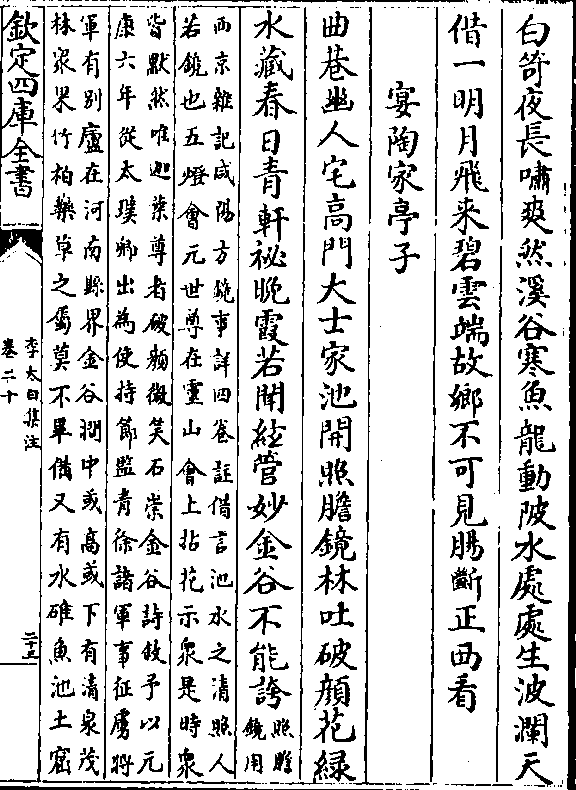 白笴夜長嘯爽然溪谷寒魚龍動陂水處處生波瀾天
借一明月飛来碧雲端故鄉不可見腸斷正西看
宴陶家亭子
曲巷幽人宅高門大士家池開照膽鏡林吐破顔花緑
水藏春日青軒祕晚霞若聞絃管妙金谷不能誇
照膽
鏡用
西京雜記咸陽方鏡事詳四卷註借言池水之清照人
若鏡也五燈會元世尊在靈山會上拈花示衆是時衆
皆默然唯迦葉尊者破顔微笑石崇金谷詩敘予以元
康六年從太璞卿出為使持節監青徐諸軍事征虜將
軍有别廬在河南縣界金谷澗中或高或下有清泉茂
林衆果竹柏藥草之屬莫不畢備又有水碓魚池土窟
欽定四庫全書
李太白集注
卷二十
二十三